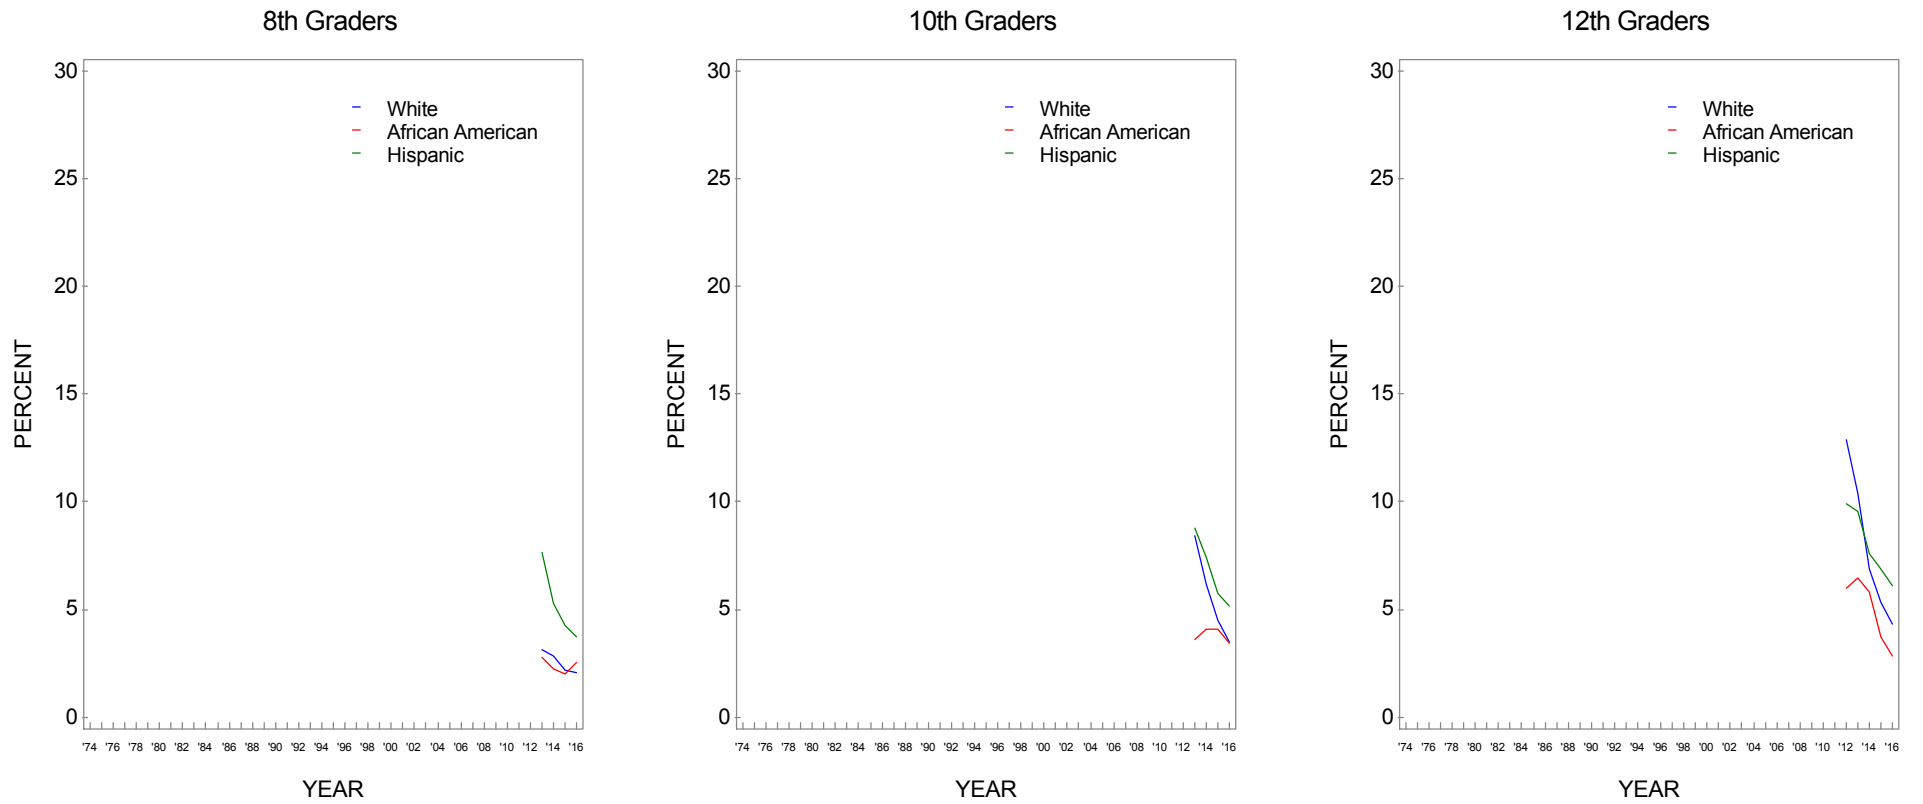 8th Graders
30
25
20
15
10
5
0
PERCENT
White
African American
Hispanic
'74 '76 '78 '80 '82 '84 '86 '88 '90 '92 '94 '96 '98 '00 '02 '04 '06 '08 '10 '12 '14 '16
YEAR
10th Graders
30
25
20
15
10
5
0
PERCENT
White
African American
Hispanic
'74 '76 '78 '80 '82 '84 '86 '88 '90 '92 '94 '96 '98 '00 '02 '04 '06 '08 '10 '12 '14 '16
YEAR
12th Graders
30
25
20
15
10
5
0
PERCENT
White
African American
Hispanic
'74 '76 '78 '80 '82 '84 '86 '88 '90 '92 '94 '96 '98 '00 '02 '04 '06 '08 '10 '12 '14 '16
YEAR